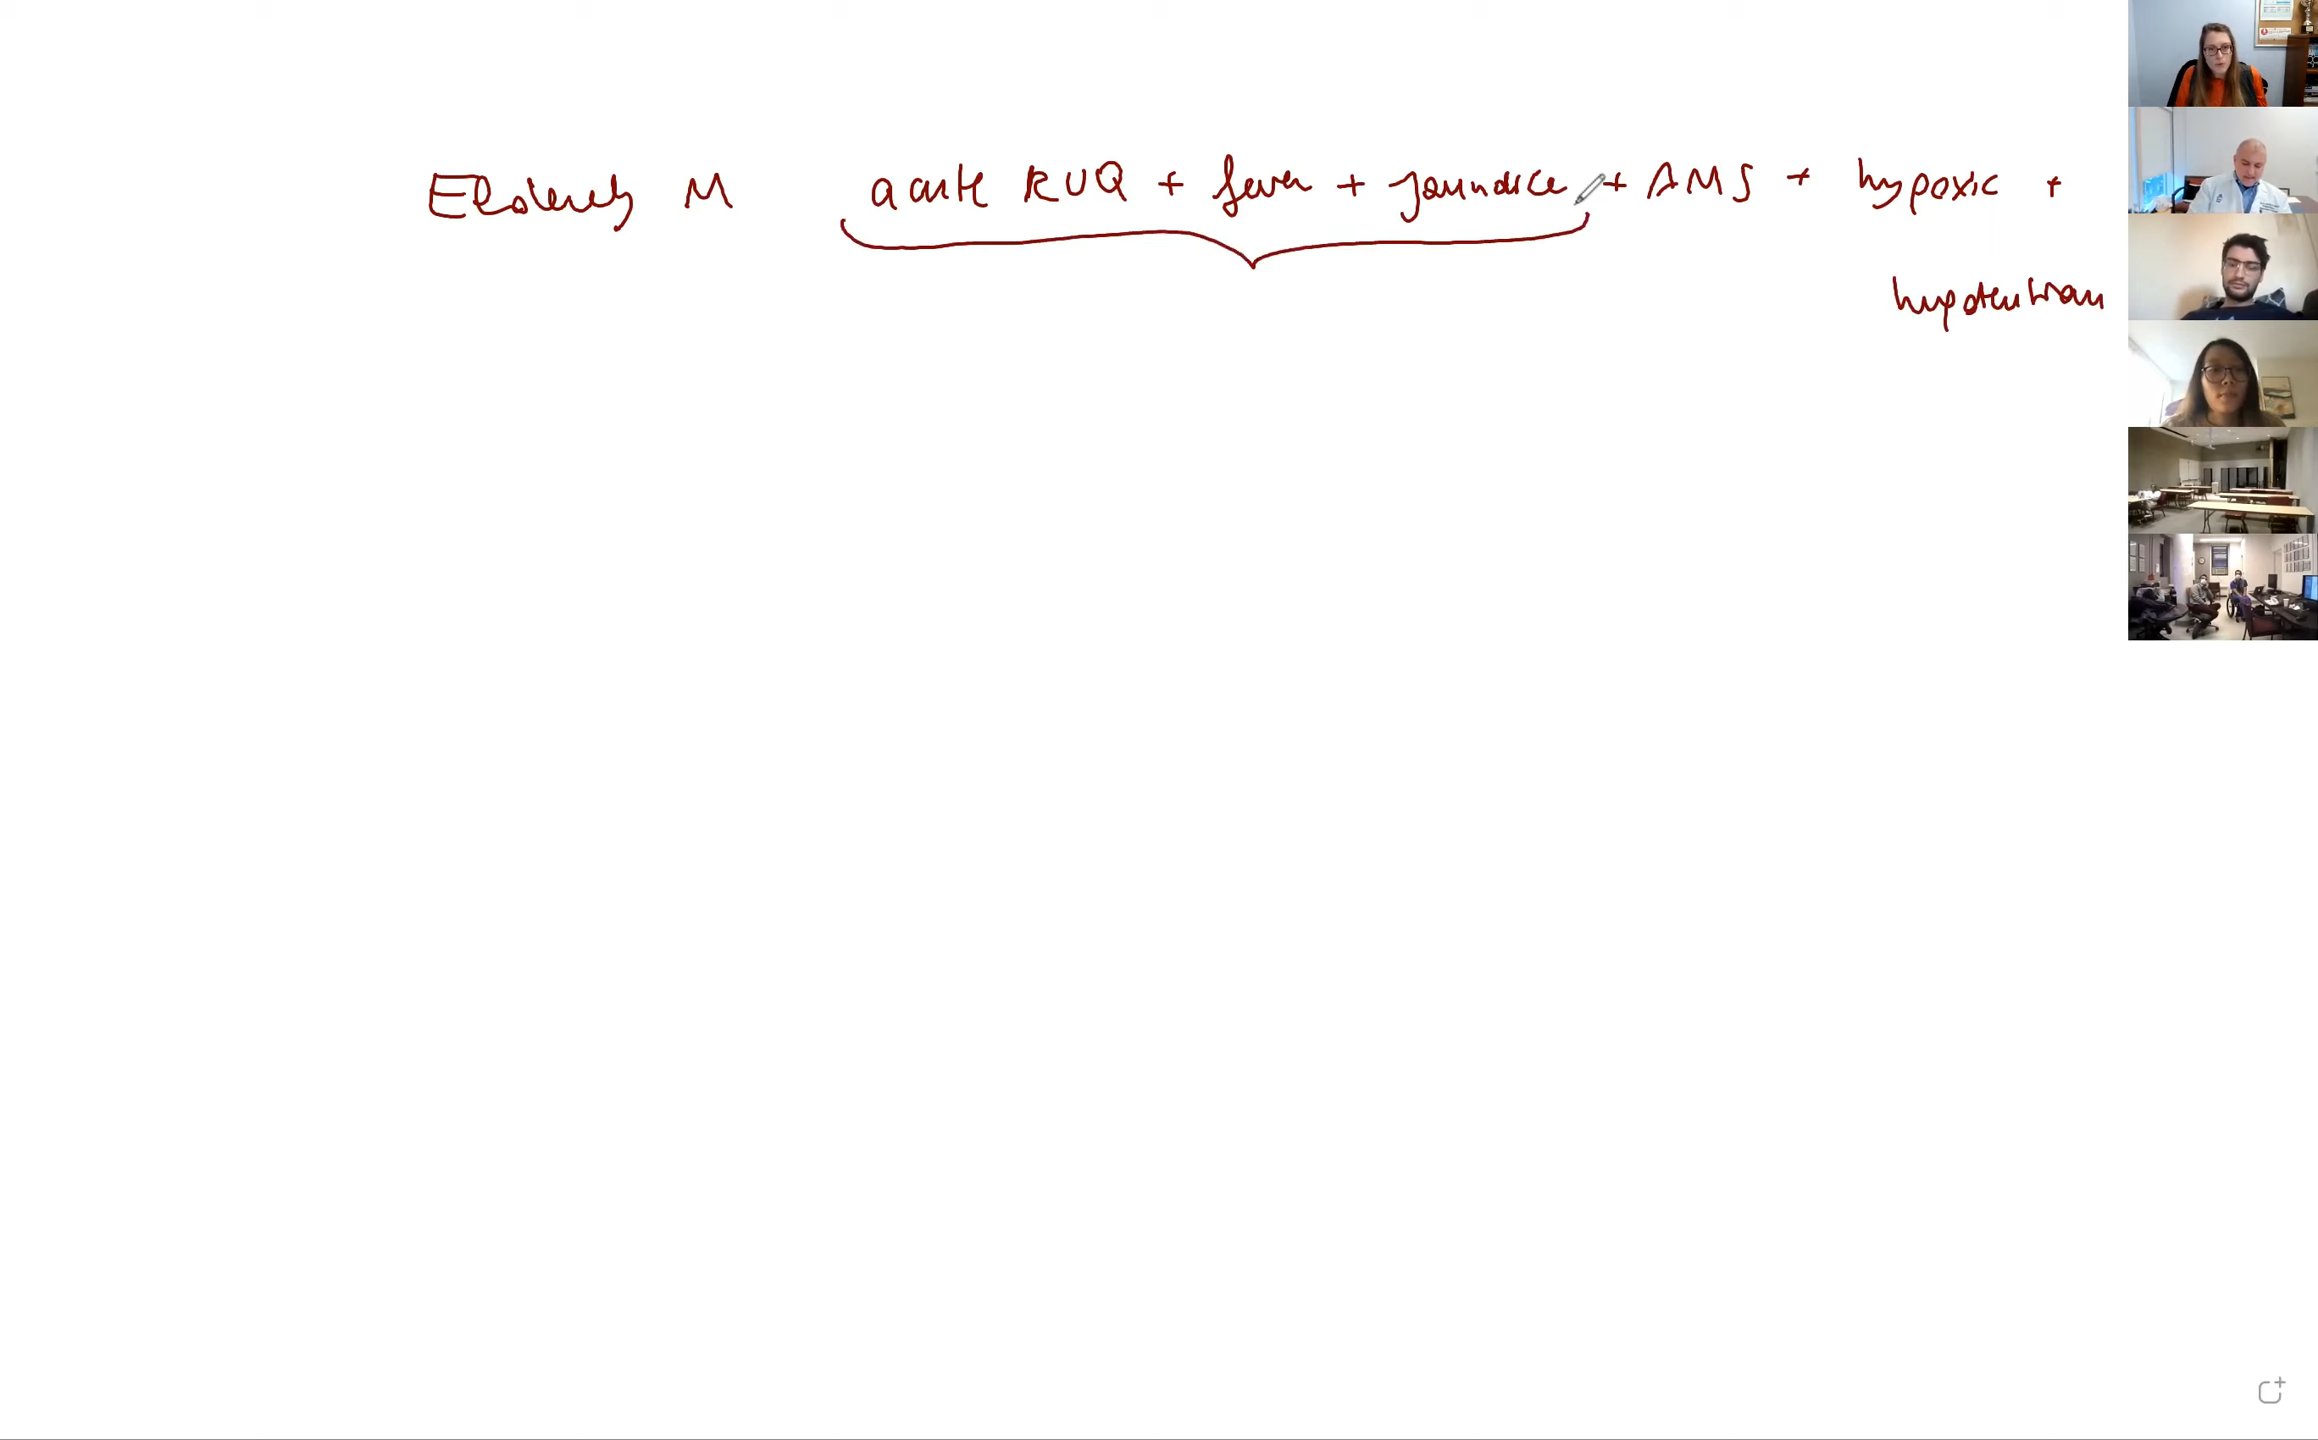 Elderly M acute RUQ + fever + jaundice + AMS + hypoxic +
hypotension